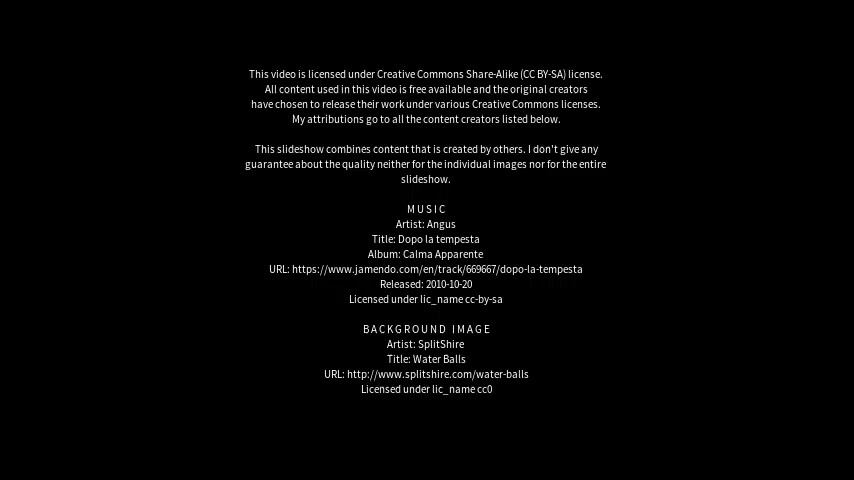 This video is licensed under Creative Commons Share-Alike (CC BY-SA) license.
All content used in this video is free available and the original creators
have chosen to release their work under various Creative Commons licenses.
My attributions go to all the content creators listed below.
This slideshow combines content that is created by others. I don't give any
guarantee about the quality neither for the individual images nor for the entire
slideshow.
MUSIC
Artist: Angus
Title: Dopo la tempesta
Album: Calma Apparente
URL: https://www.jamendo.com/en/track/669667/dopo-la-tempesta
Released: 2010-10-20
Licensed under lic_name cc-by-sa
BACKGROUND IMAGE
Artist: SplitShire
Title: Water Balls
URL: http://www.splitshire.com/water-balls
Licensed under lic_name cc0